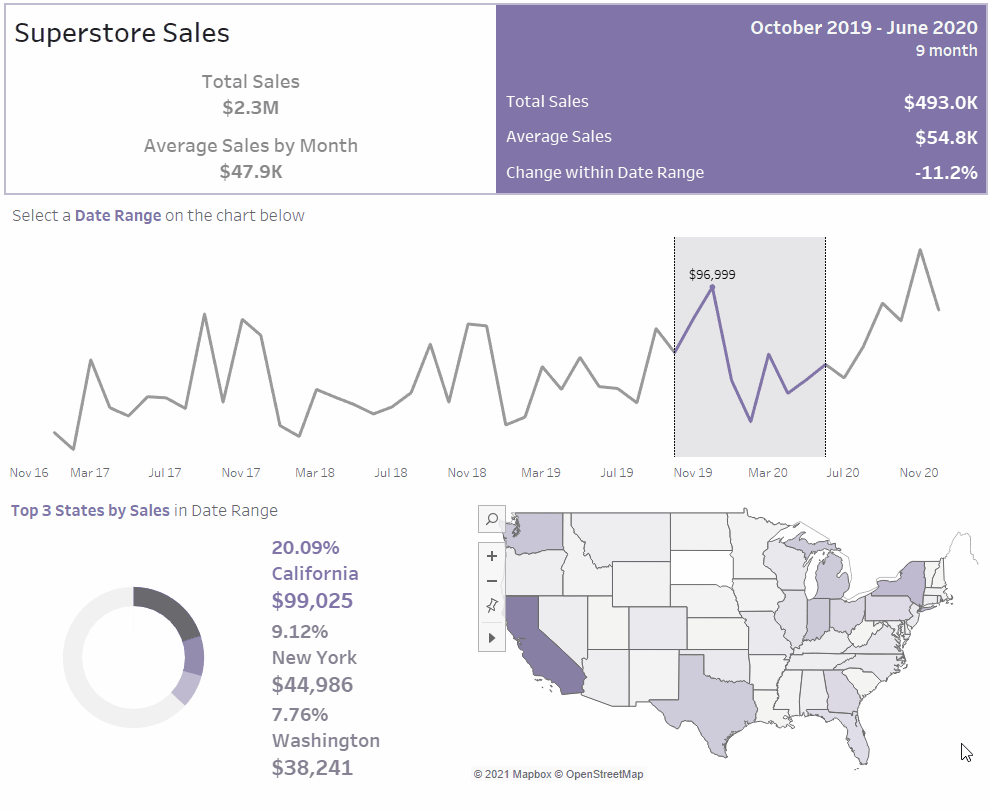 Superstore Sales
Total Sales
$2.3M
Average Sales by Month
$47.9K
October 2019 - June 2020
9 month
Total Sales $493.0K
Average Sales $54.8K
Change within Date Range -11.2%
Select a Date Range on the chart below
$96,999
Nov 16 Mar 17 Jul 17 Nov 17 Mar 18 Jul 18 Nov 18 Mar 19 Jul 19 Nov 19 Mar 20 Jul 20 Nov 20
Top 3 States by Sales in Date Range
20.09%
California
$99,025
9.12%
New York
$44,986
7.76%
Washington
$38,241
© 2021 Mapbox © OpenStreetMap